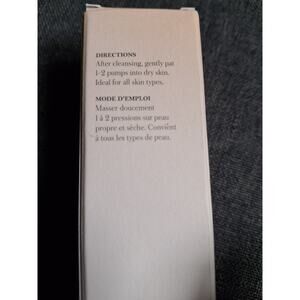 DIRECTIONS
After cleansing, gently pat
1-2 pumps into dry skin.
Ideal for all skin types.
MODE D'EMPLOI
Masser doucement
1 à 2 pressions sur peau
propre et sèche. Convient
à tous les types de peau.